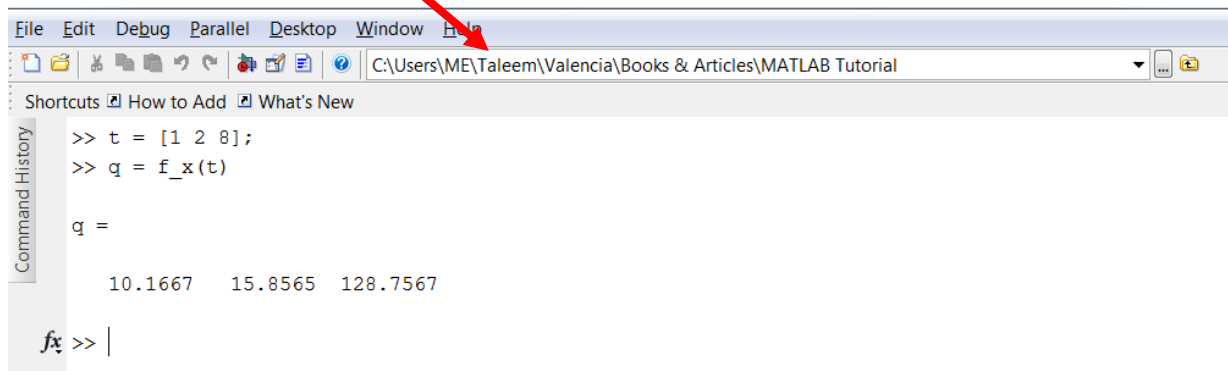 File Edit Debug Parallel Desktop Window Help
C:\Users\ME\Taleem\Valencia\Books & Articles\MATLAB Tutorial
Shortcuts How to Add What's New
Command History
>> t = [1 2 8];
>> q = f_x(t)
q =
10.1667 15.8565 128.7567
fx >>